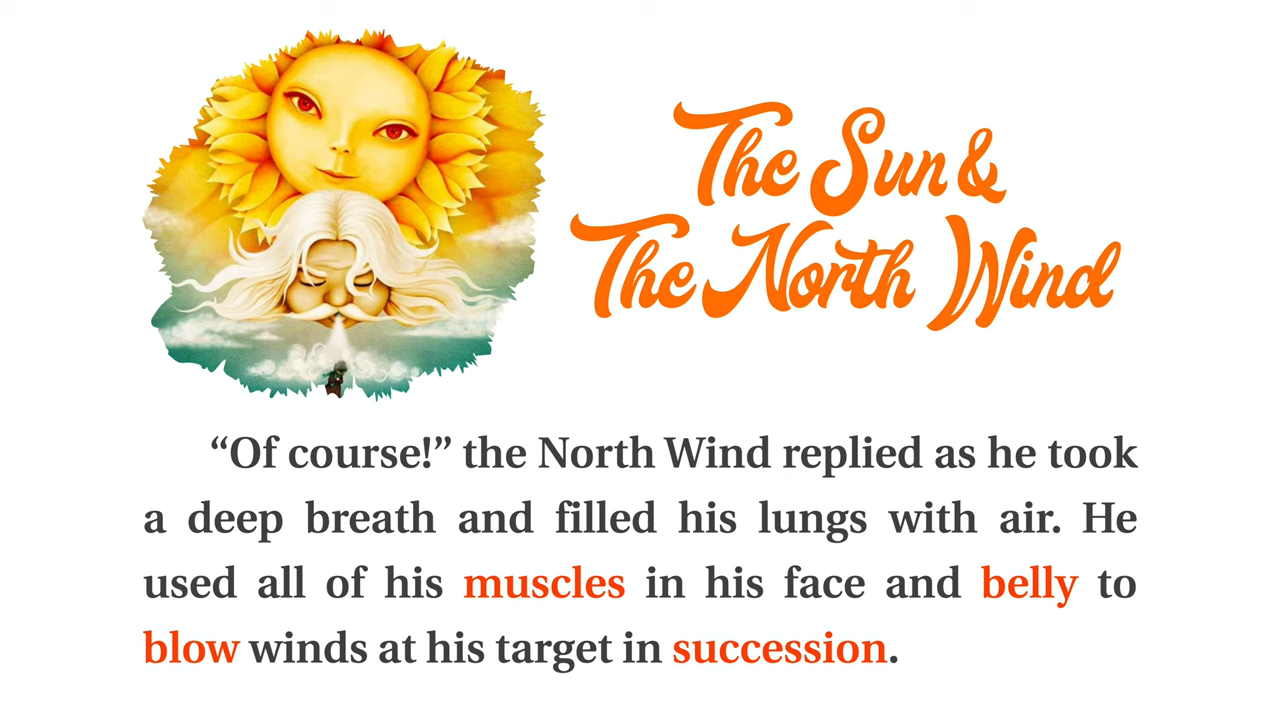 The Sun &
The North Wind
“Of course!” the North Wind replied as he took
a deep breath and filled his lungs with air. He
used all of his muscles in his face and belly to
blow winds at his target in succession.